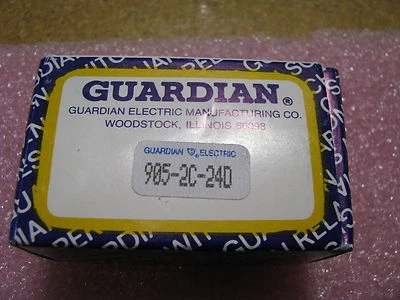 GUARDIAN®
GUARDIAN ELECTRIC MANUFACTURING CO.
WOODSTOCK, ILLINOIS 60098
GUARDIAN ELECTRIC
905-2C-24D